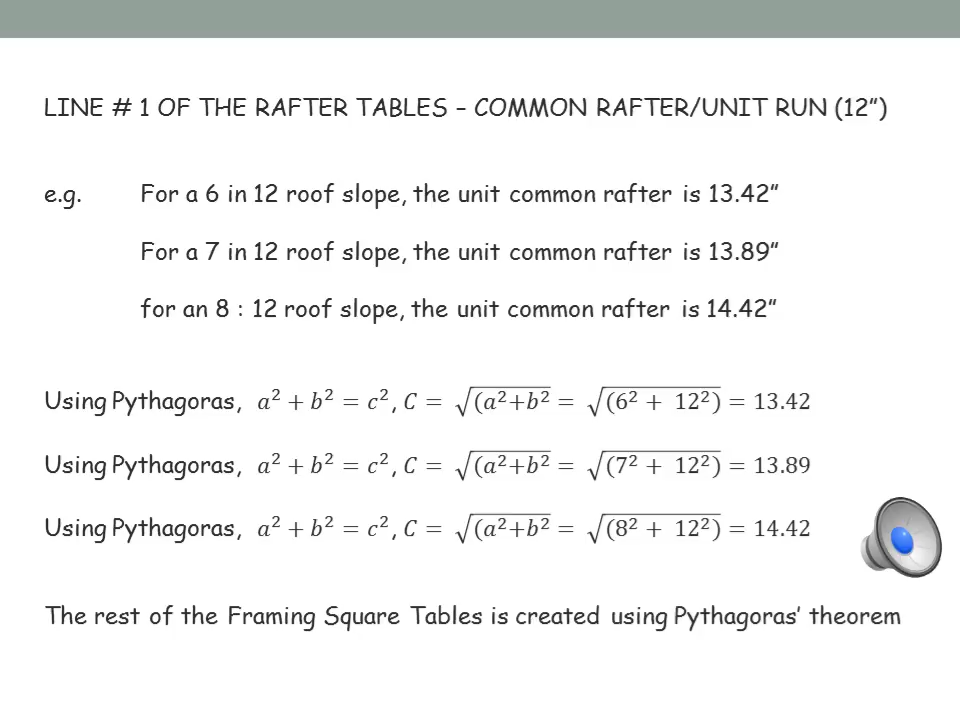 LINE # 1 OF THE RAFTER TABLES – COMMON RAFTER/UNIT RUN (12”)
e.g. For a 6 in 12 roof slope, the unit common rafter is 13.42”
For a 7 in 12 roof slope, the unit common rafter is 13.89”
for an 8 : 12 roof slope, the unit common rafter is 14.42”
Using Pythagoras, a² + b² = c², C = √(a²+b² = √(6² + 12²) = 13.42
Using Pythagoras, a² + b² = c², C = √(a²+b² = √(7² + 12²) = 13.89
Using Pythagoras, a² + b² = c², C = √(a²+b² = √(8² + 12²) = 14.42
The rest of the Framing Square Tables is created using Pythagoras’ theorem